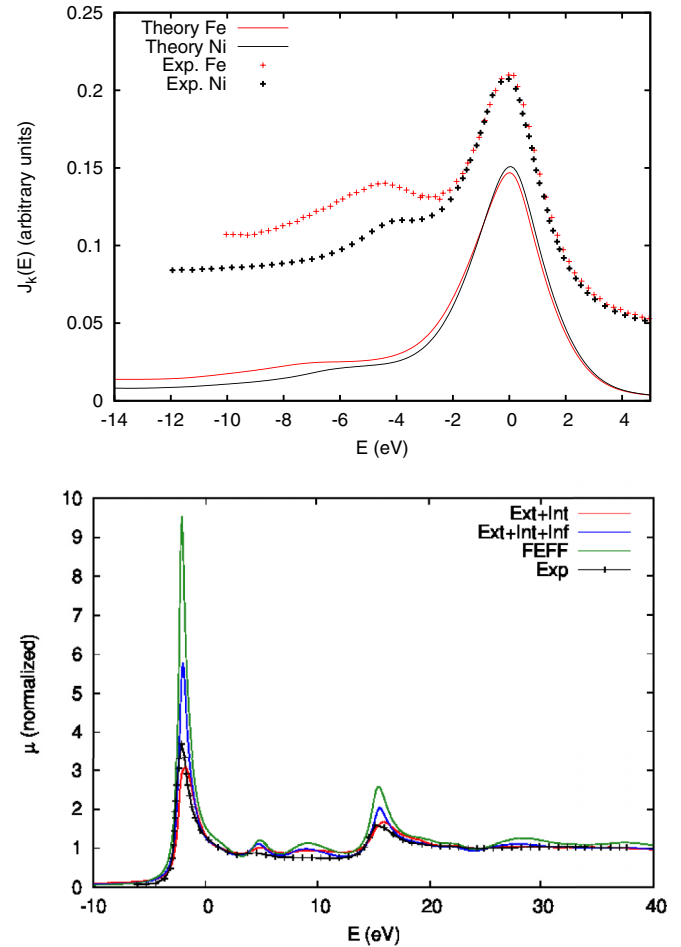 0.25
Theory Fe
Theory Ni
Exp. Fe
Exp. Ni
0.2
0.15
0.1
0.05
0
J_k(E) (arbitrary units)
-14 -12 -10 -8 -6 -4 -2 0 2 4
E (eV)
10
9
8
7
6
5
4
3
2
1
0
Ext+Int
Ext+Int+Inf
FEFF
Exp
μ (normalized)
-10 0 10 20 30 40
E (eV)